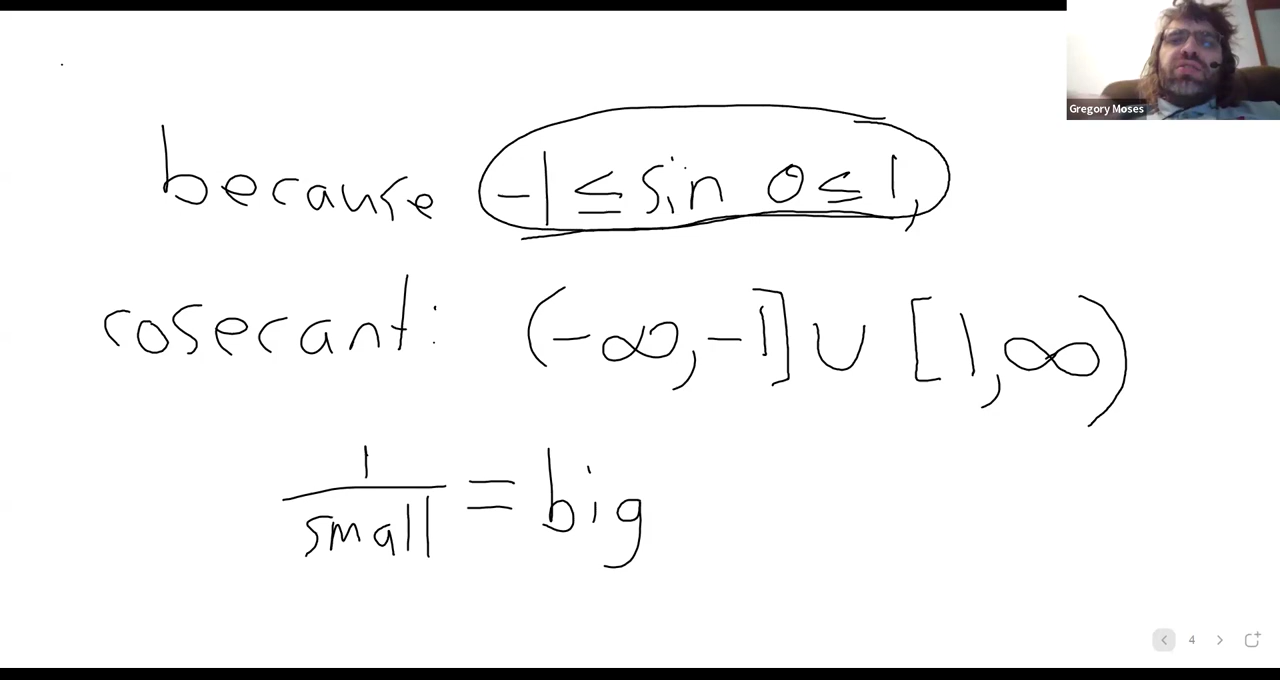 Gregory Moses
because -1 ≤ sin θ ≤ 1,
cosecant: (-∞, -1] ∪ [1, ∞)
1/small = big
4